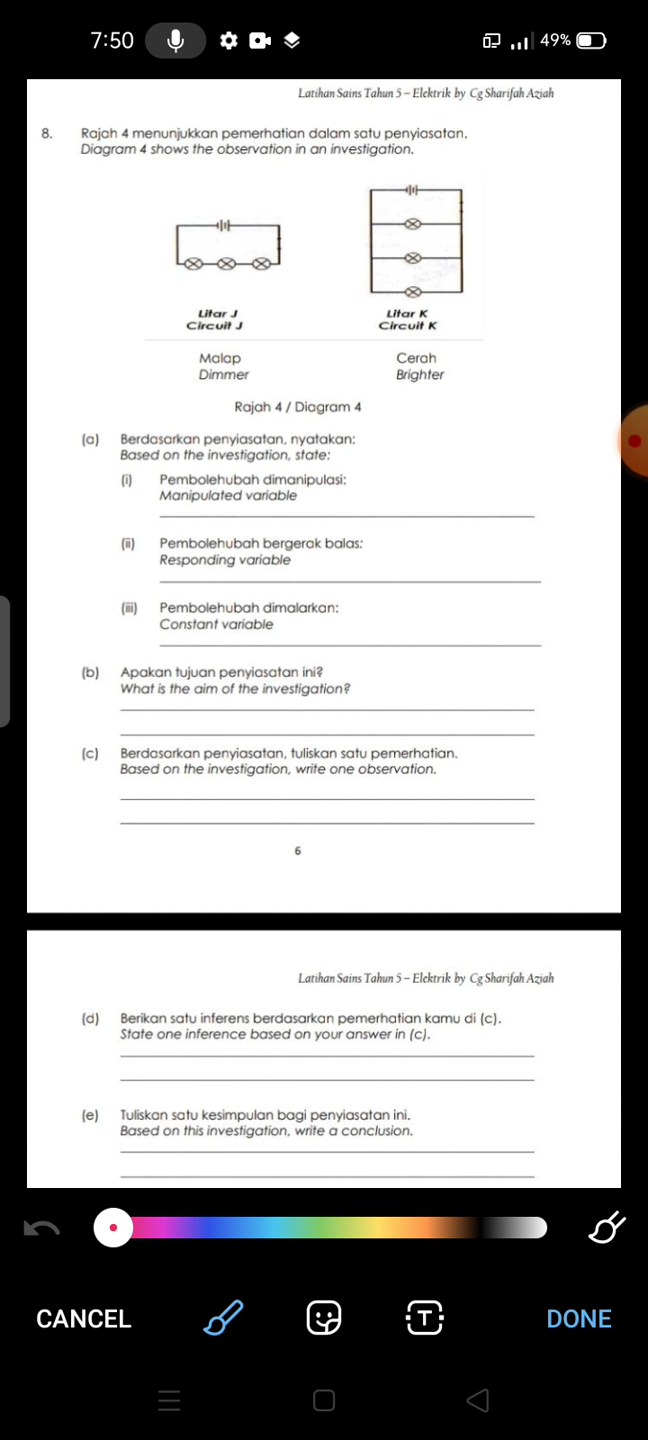 7:50
49%
Latihan Sains Tahun 5 – Elektrik by Cg Sharifah Aziah
8. Rajah 4 menunjukkan pemerhatian dalam satu penyiasatan.
Diagram 4 shows the observation in an investigation.
Litar J
Circuit J
Litar K
Circuit K
Malap
Dimmer
Cerah
Brighter
Rajah 4 / Diagram 4
(a) Berdasarkan penyiasatan, nyatakan:
Based on the investigation, state:
(i) Pembolehubah dimanipulasi:
Manipulated variable
(ii) Pembolehubah bergerak balas:
Responding variable
(iii) Pembolehubah dimalarkan:
Constant variable
(b) Apakan tujuan penyiasatan ini?
What is the aim of the investigation?
(c) Berdasarkan penyiasatan, tuliskan satu pemerhatian.
Based on the investigation, write one observation.
6
Latihan Sains Tahun 5 – Elektrik by Cg Sharifah Aziah
(d) Berikan satu inferens berdasarkan pemerhatian kamu di (c).
State one inference based on your answer in (c).
(e) Tuliskan satu kesimpulan bagi penyiasatan ini.
Based on this investigation, write a conclusion.
CANCEL
T
DONE